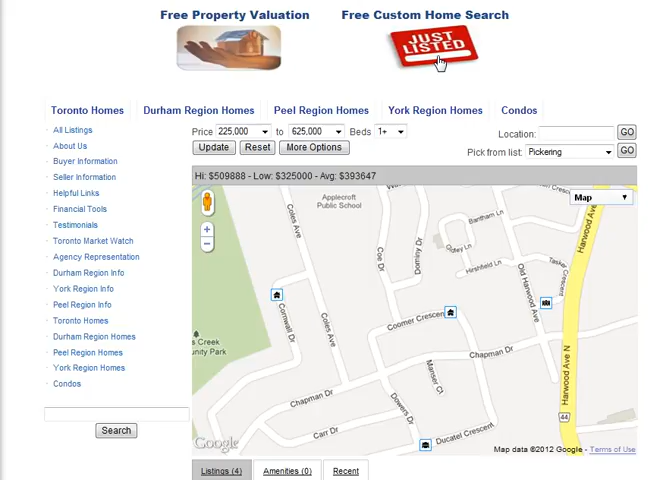 Free Property Valuation
Free Custom Home Search
JUST
LISTED
Toronto Homes
Durham Region Homes
Peel Region Homes
York Region Homes
Condos
All Listings
About Us
Buyer Information
Seller Information
Helpful Links
Financial Tools
Testimonials
Toronto Market Watch
Agency Representation
Durham Region Info
York Region Info
Peel Region Info
Toronto Homes
Durham Region Homes
Peel Region Homes
York Region Homes
Condos
Search
Price 225,000 to 625,000 Beds 1+
Update Reset More Options
Location: GO
Pick from list: Pickering GO
Hi: $509888 - Low: $325000 - Avg: $393647
Map
Applecroft
Public School
Coles Ave
Coe Dr
Dominy Dr
Bantham Ln
Hirshfield Ln
Old Harwood Ave
Tasker
Crescent
Harwood Ave
Cornwall Dr
Coles Ave
Coomer Crescent
Chapman Dr
Harwood Ave N
s Creek
unity Park
Manser Ct
Chapman Dr
Dowers Dr
Carr Dr
Ducatel Crescent
44
Google
Map data ©2012 Google - Terms of Use
Listings (4) Amenities (0) Recent